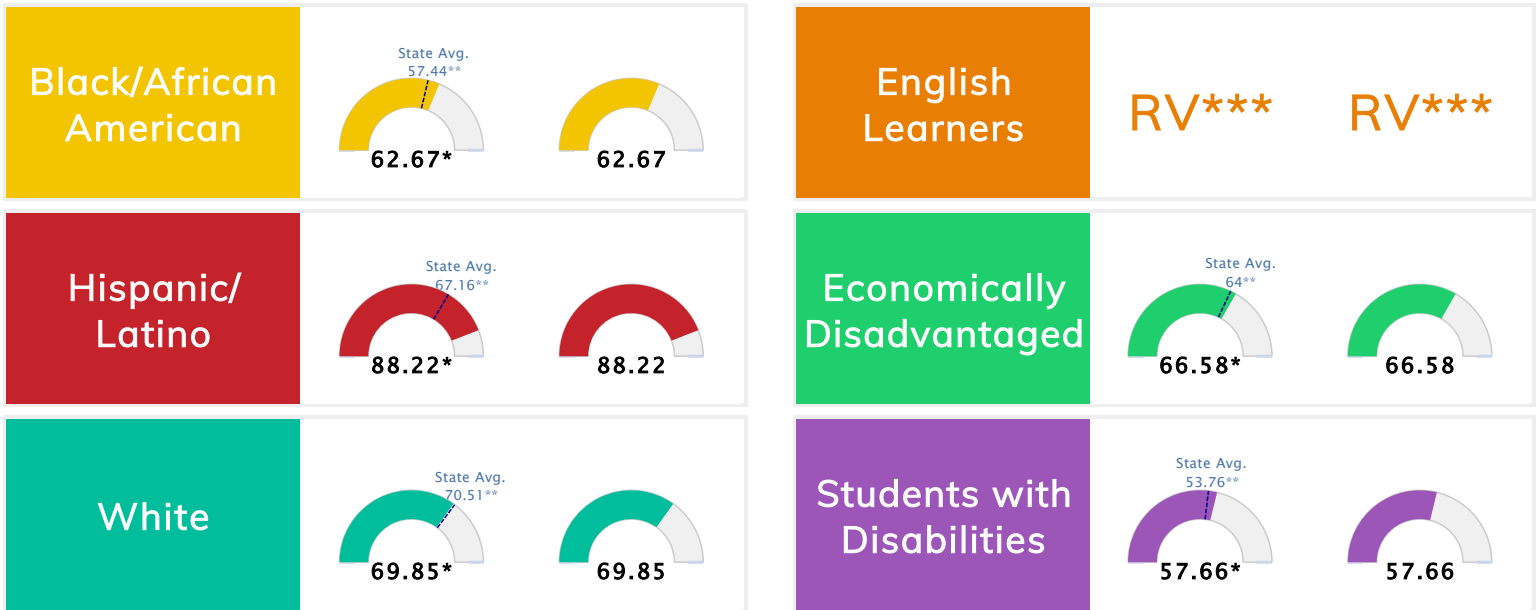 Black/African
American
State Avg.
57.44**
62.67*
62.67
English
Learners
RV***
RV***
Hispanic/
Latino
State Avg.
67.16**
88.22*
88.22
Economically
Disadvantaged
State Avg.
64**
66.58*
66.58
White
State Avg.
70.51**
69.85*
69.85
Students with
Disabilities
State Avg.
53.76**
57.66*
57.66